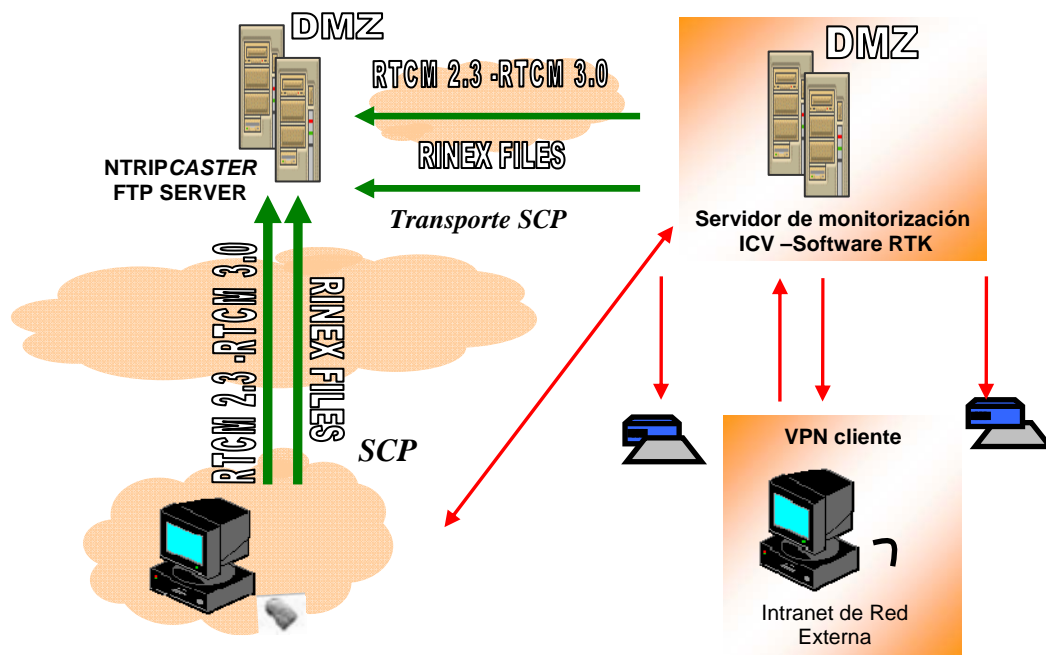 DMZ
DMZ
RTCM 2.3 -RTCM 3.0
RINEX FILES
NTRIPCASTER
FTP SERVER
Transporte SCP
Servidor de monitorización
ICV –Software RTK
RTCM 2.3 -RTCM 3.0
RINEX FILES
SCP
VPN cliente
Intranet de Red
Externa